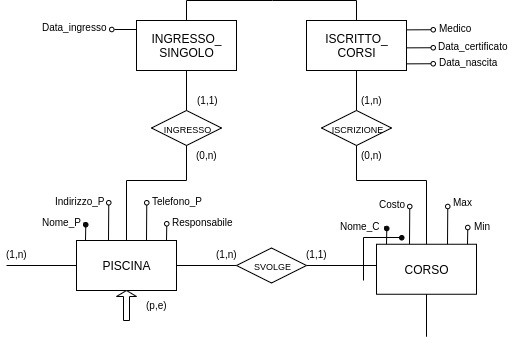 Data_ingresso
INGRESSO_
SINGOLO
ISCRITTO_
CORSI
Medico
Data_certificato
Data_nascita
(1,1)
(1,n)
INGRESSO
ISCRIZIONE
(0,n)
(0,n)
Indirizzo_P
Telefono_P
Costo
Max
Nome_P
Responsabile
Nome_C
Min
(1,n)
(1,n)
(1,1)
PISCINA
SVOLGE
CORSO
(p,e)